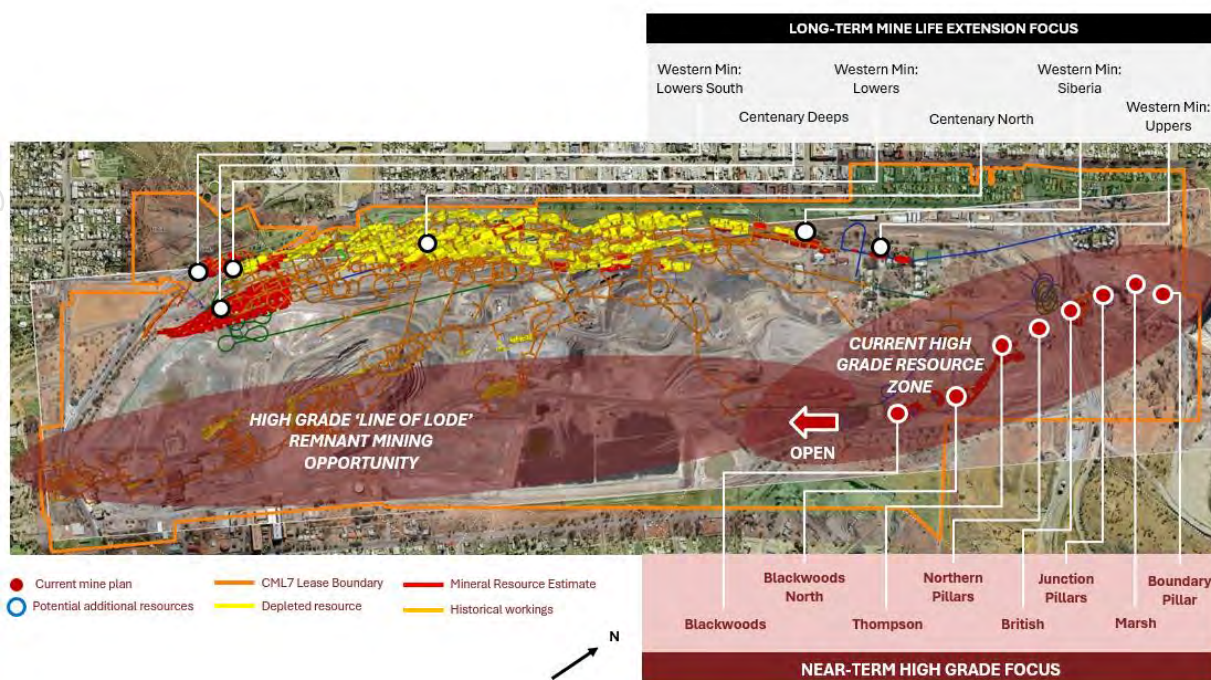 LONG-TERM MINE LIFE EXTENSION FOCUS
Western Min:
Lowers South
Centenary Deeps
Western Min:
Lowers
Centenary North
Western Min:
Siberia
Western Min:
Uppers
CURRENT HIGH
GRADE RESOURCE
ZONE
HIGH GRADE ‘LINE OF LODE’
REMNANT MINING
OPPORTUNITY
OPEN
Current mine plan
Potential additional resources
CML7 Lease Boundary
Depleted resource
Mineral Resource Estimate
Historical workings
N
Blackwoods
Blackwoods
North
Thompson
Northern
Pillars
British
Junction
Pillars
Marsh
Boundary
Pillar
NEAR-TERM HIGH GRADE FOCUS